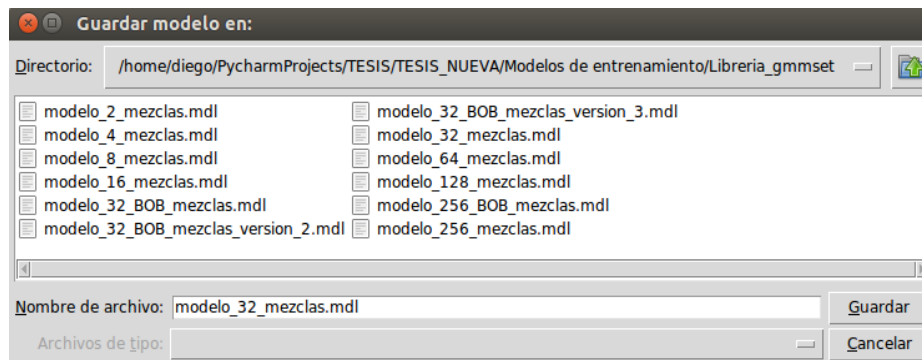 Guardar modelo en:
Directorio: /home/diego/PycharmProjects/TESIS/TESIS_NUEVA/Modelos de entrenamiento/Libreria_gmmset
modelo_2_mezclas.mdl
modelo_4_mezclas.mdl
modelo_8_mezclas.mdl
modelo_16_mezclas.mdl
modelo_32_BOB_mezclas.mdl
modelo_32_BOB_mezclas_version_2.mdl
modelo_32_BOB_mezclas_version_3.mdl
modelo_32_mezclas.mdl
modelo_64_mezclas.mdl
modelo_128_mezclas.mdl
modelo_256_BOB_mezclas.mdl
modelo_256_mezclas.mdl
Nombre de archivo: modelo_32_mezclas.mdl Guardar
Archivos de tipo: Cancelar